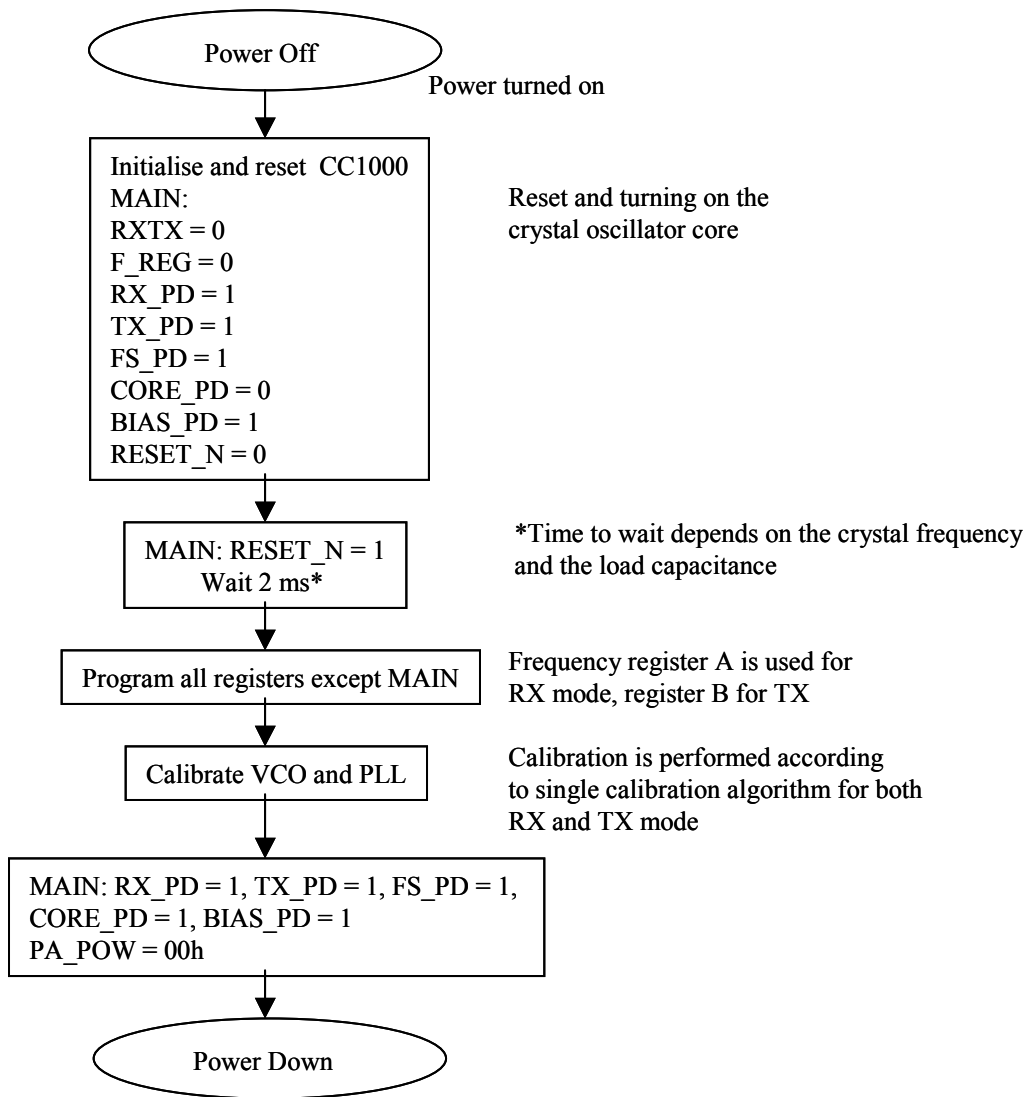 Power Off
Power turned on
Initialise and reset CC1000
MAIN:
RXTX = 0
F_REG = 0
RX_PD = 1
TX_PD = 1
FS_PD = 1
CORE_PD = 0
BIAS_PD = 1
RESET_N = 0
Reset and turning on the
crystal oscillator core
MAIN: RESET_N = 1
Wait 2 ms*
*Time to wait depends on the crystal frequency
and the load capacitance
Program all registers except MAIN
Frequency register A is used for
RX mode, register B for TX
Calibrate VCO and PLL
Calibration is performed according
to single calibration algorithm for both
RX and TX mode
MAIN: RX_PD = 1, TX_PD = 1, FS_PD = 1,
CORE_PD = 1, BIAS_PD = 1
PA_POW = 00h
Power Down